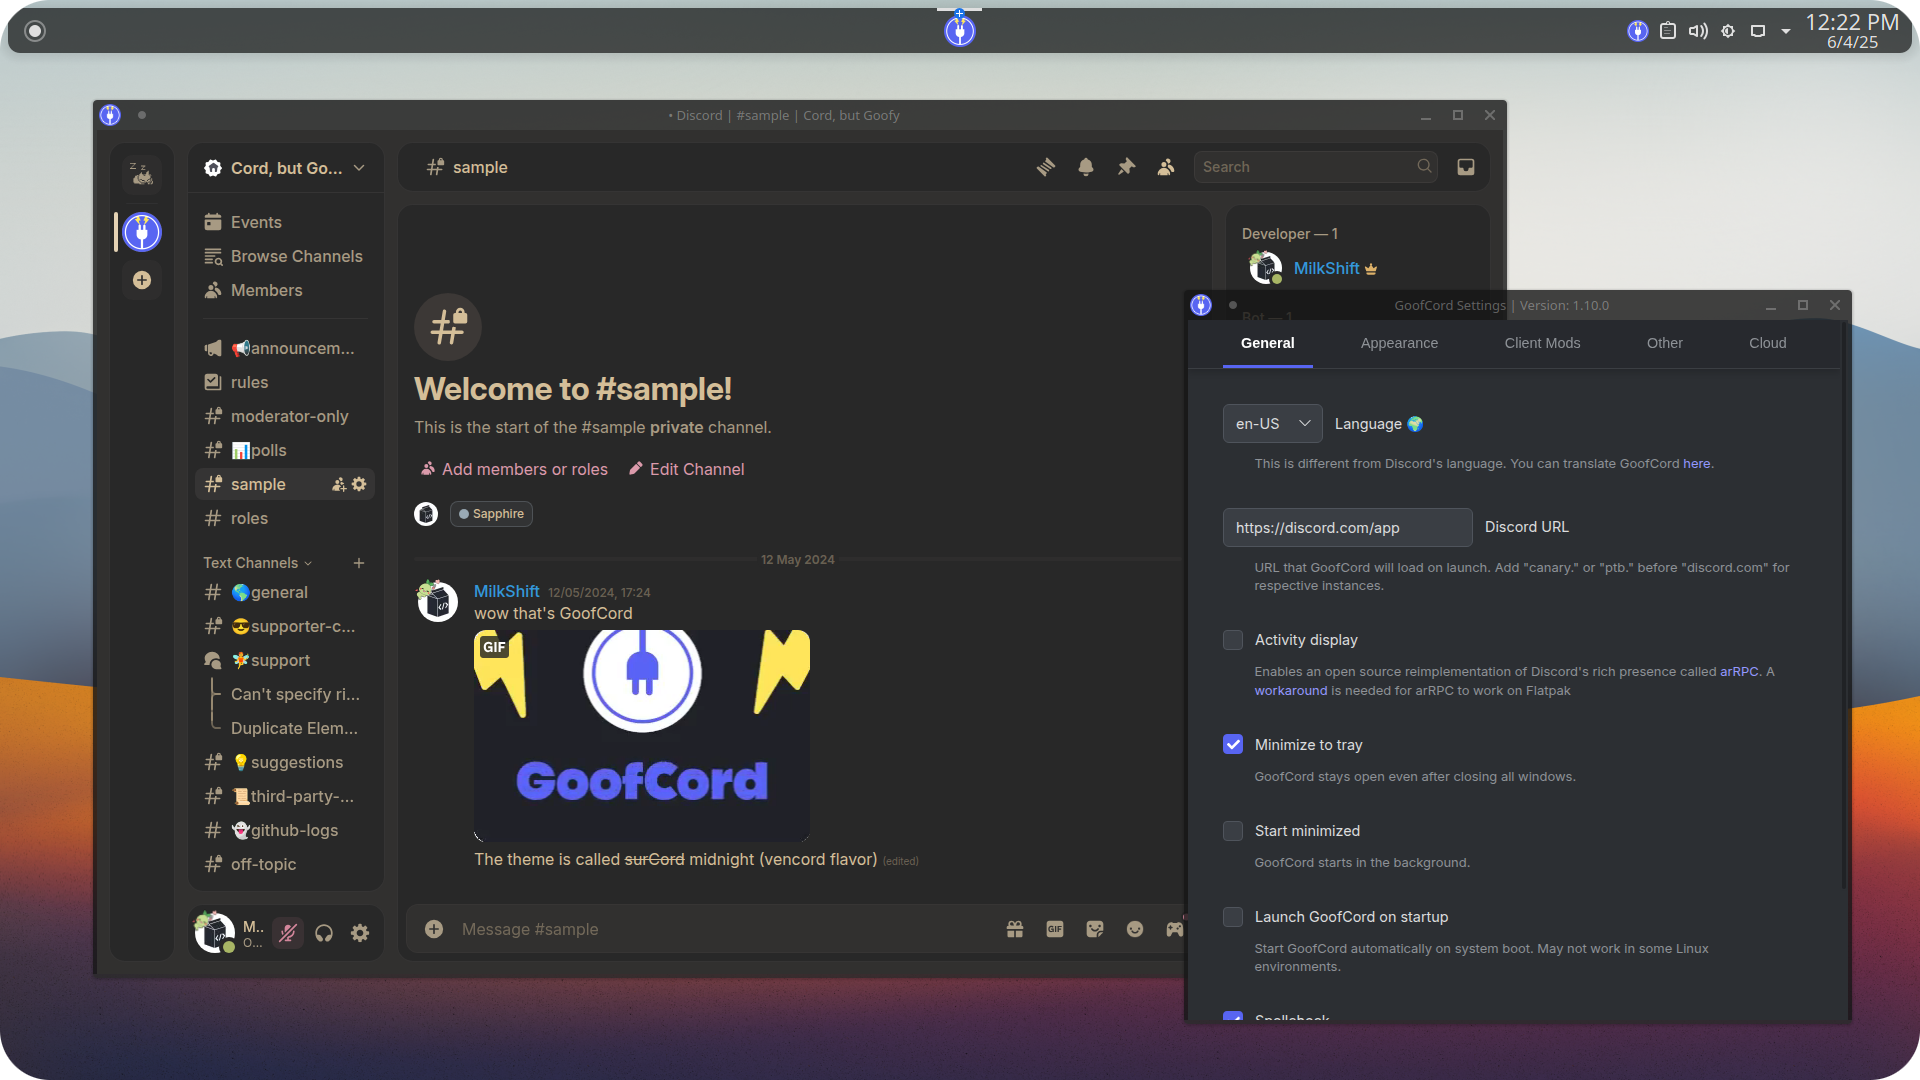 12:22 PM
6/4/25
• Discord | #sample | Cord, but Goofy
Cord, but Go...
sample
Search
Events
Browse Channels
Members
📢announcem...
rules
moderator-only
📊polls
sample
roles
Text Channels
🌎general
😎supporter-c...
🧚support
Can't specify ri...
Duplicate Elem...
💡suggestions
📜third-party-...
👻github-logs
off-topic
M..
O...
Welcome to #sample!
This is the start of the #sample private channel.
Add members or roles
Edit Channel
Sapphire
12 May 2024
MilkShift 12/05/2024, 17:24
wow that's GoofCord
GIF
GoofCord
The theme is called surCord midnight (vencord flavor) (edited)
Message #sample
GIF
Developer — 1
MilkShift
Bot — 1
GoofCord Settings | Version: 1.10.0
General
Appearance
Client Mods
Other
Cloud
en-US
Language 🌍
This is different from Discord's language. You can translate GoofCord here.
https://discord.com/app
Discord URL
URL that GoofCord will load on launch. Add "canary." or "ptb." before "discord.com" for
respective instances.
Activity display
Enables an open source reimplementation of Discord's rich presence called arRPC. A
workaround is needed for arRPC to work on Flatpak
Minimize to tray
GoofCord stays open even after closing all windows.
Start minimized
GoofCord starts in the background.
Launch GoofCord on startup
Start GoofCord automatically on system boot. May not work in some Linux
environments.
Spellcheck